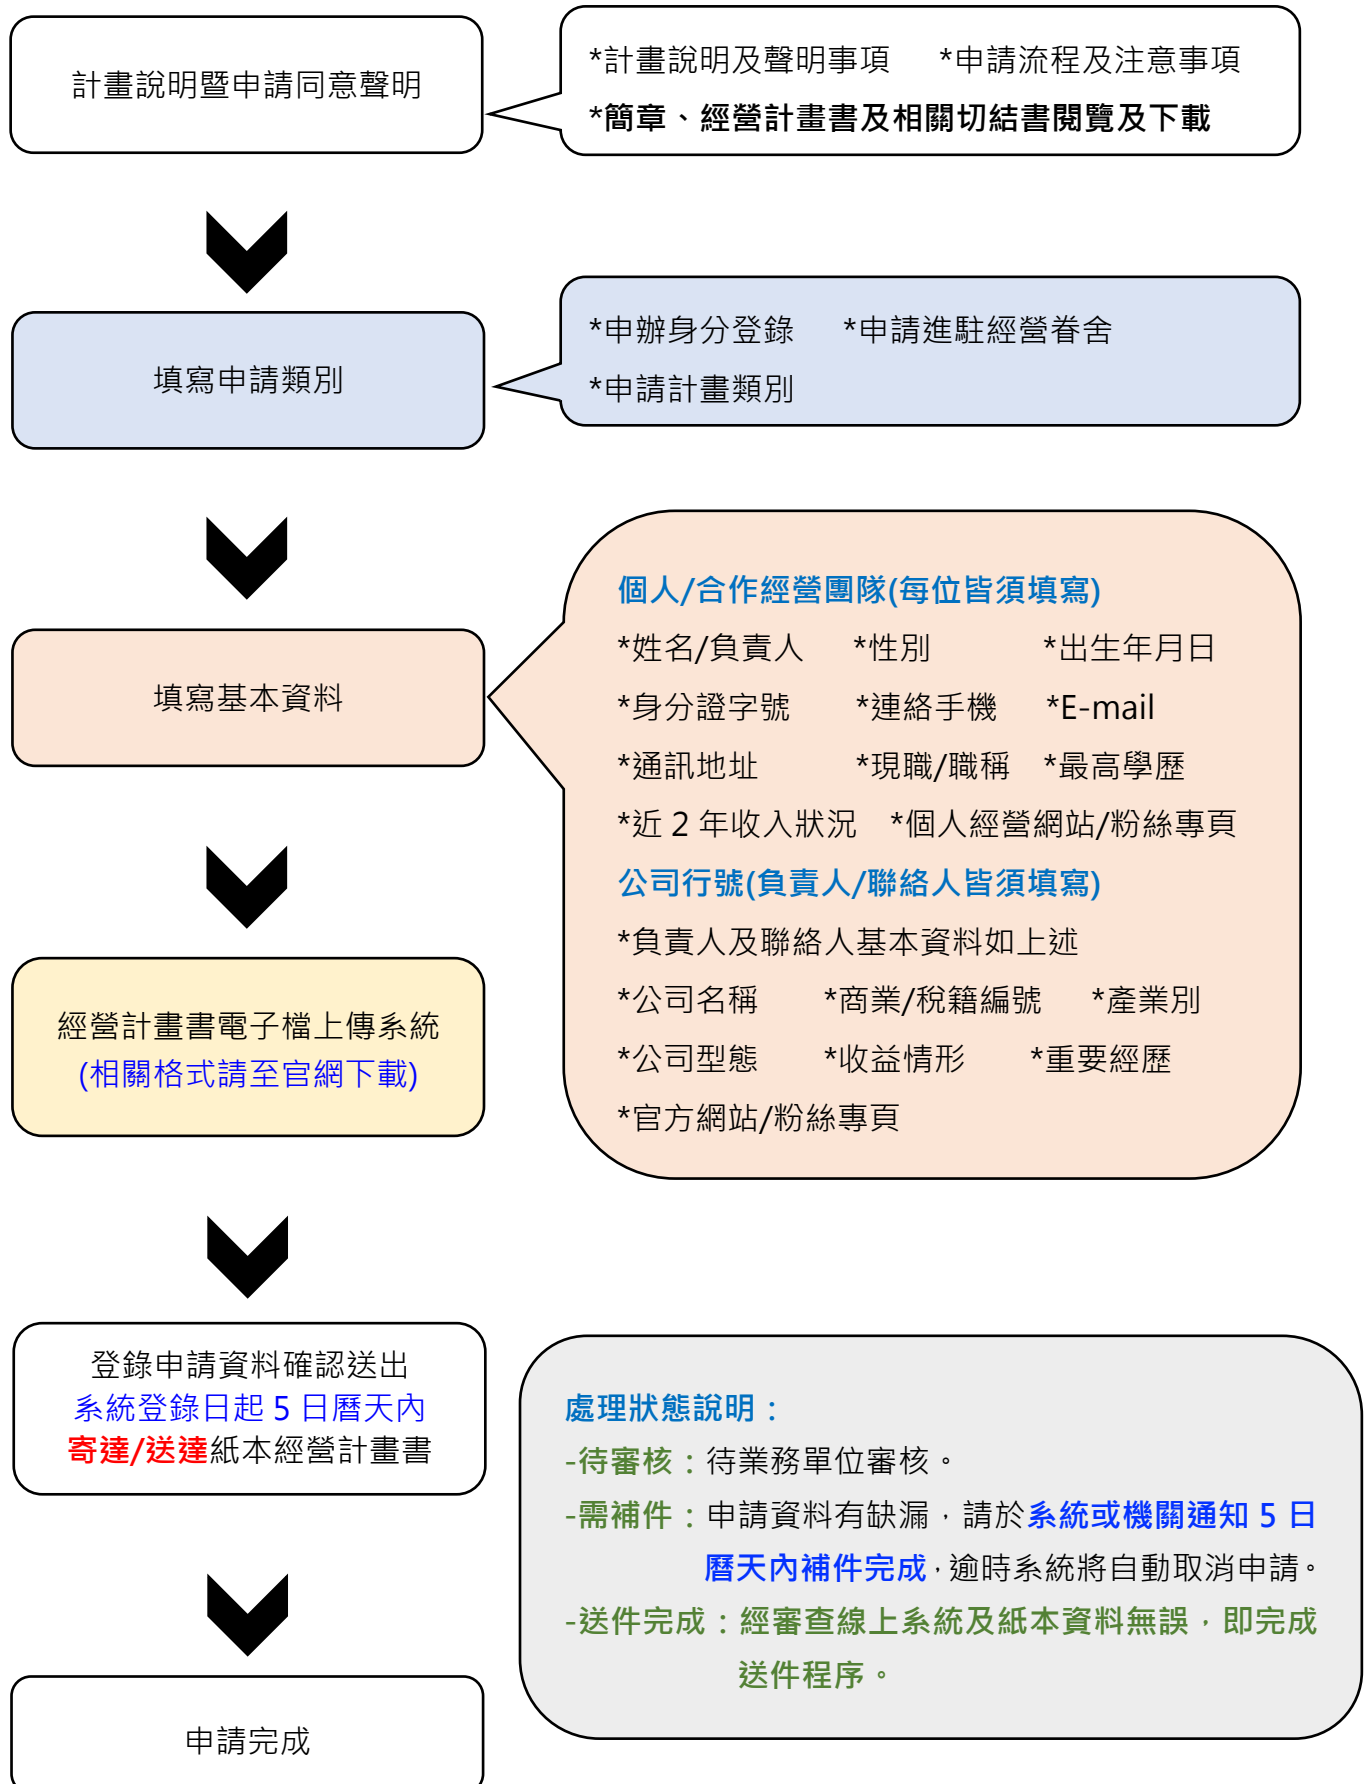 計畫說明暨申請同意聲明
*計畫說明及聲明事項 *申請流程及注意事項
*簡章、經營計畫書及相關切結書閱覽及下載
填寫申請類別
*申辦身分登錄 *申請進駐經營眷舍
*申請計畫類別
填寫基本資料
個人/合作經營團隊(每位皆須填寫)
*姓名/負責人 *性別 *出生年月日
*身分證字號 *連絡手機 *E-mail
*通訊地址 *現職/職稱 *最高學歷
*近 2 年收入狀況 *個人經營網站/粉絲專頁
公司行號(負責人/聯絡人皆須填寫)
*負責人及聯絡人基本資料如上述
*公司名稱 *商業/稅籍編號 *產業別
*公司型態 *收益情形 *重要經歷
*官方網站/粉絲專頁
經營計畫書電子檔上傳系統
(相關格式請至官網下載)
登錄申請資料確認送出
系統登錄日起 5 日曆天內
寄達/送達紙本經營計畫書
處理狀態說明：
-待審核：待業務單位審核。
-需補件：申請資料有缺漏，請於系統或機關通知 5 日
曆天內補件完成，逾時系統將自動取消申請。
-送件完成：經審查線上系統及紙本資料無誤，即完成
送件程序。
申請完成